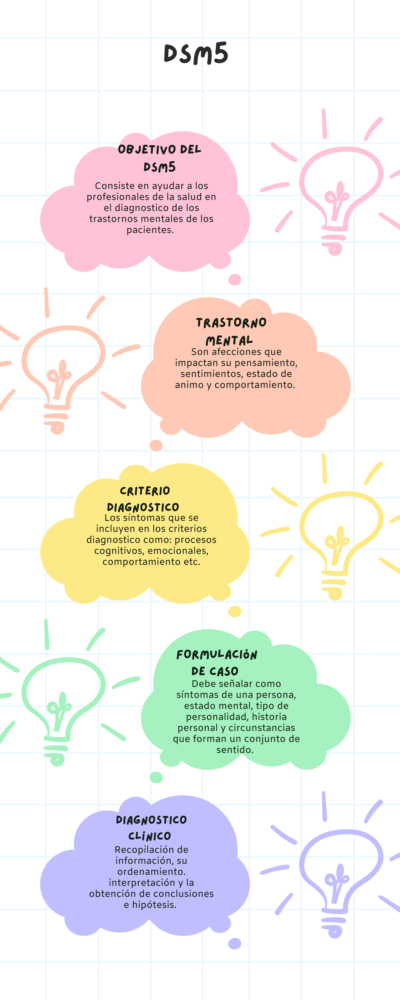 DSM5
OBJETIVO DEL
DSM5
Consiste en ayudar a los
profesionales de la salud en
el diagnostico de los
trastornos mentales de los
pacientes.
TRASTORNO
MENTAL
Son afecciones que
impactan su pensamiento,
sentimientos, estado de
animo y comportamiento.
CRITERIO
DIAGNOSTICO
Los síntomas que se
incluyen en los criterios
diagnostico como: procesos
cognitivos, emocionales,
comportamiento etc.
FORMULACIÓN
DE CASO
Debe señalar como
síntomas de una persona,
estado mental, tipo de
personalidad, historia
personal y circunstancias
que forman un conjunto de
sentido.
DIAGNOSTICO
CLÍNICO
Recopilación de
información, su
ordenamiento.
interpretación y la
obtención de conclusiones
e hipótesis.